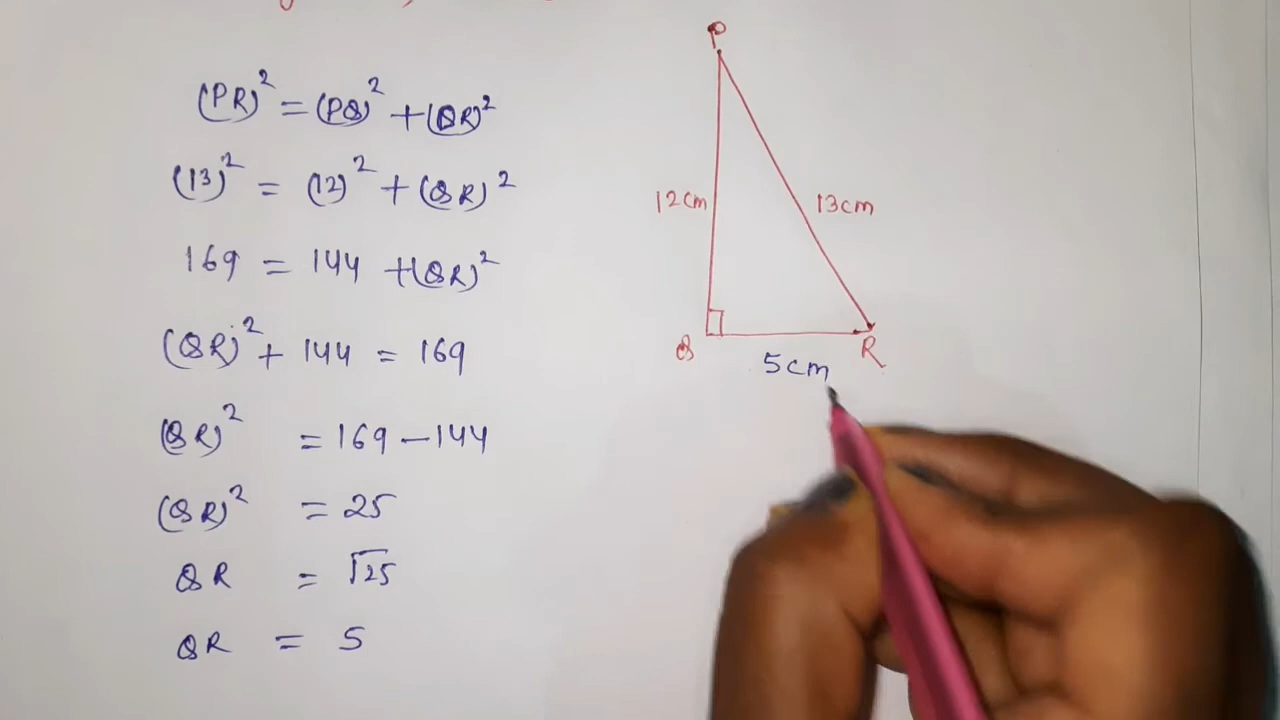 (PR)² = (PQ)² + (QR)²
(13)² = (12)² + (QR)²
169 = 144 + (QR)²
(QR)² + 144 = 169
(QR)² = 169 - 144
(QR)² = 25
QR = √25
QR = 5
P
12cm
13cm
Q
R
5cm